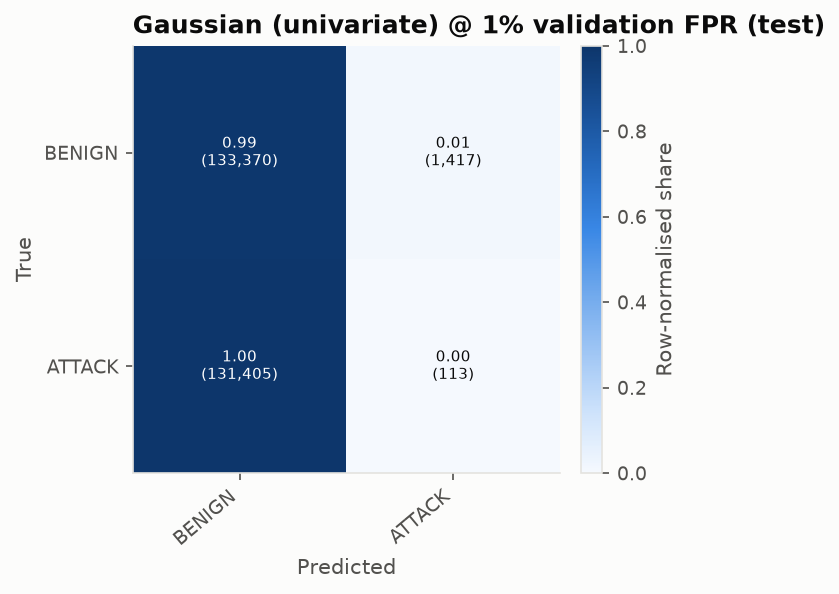 Gaussian (univariate) @ 1% validation FPR (test)
True
BENIGN
0.99
(133,370)
0.01
(1,417)
ATTACK
1.00
(131,405)
0.00
(113)
BENIGN
ATTACK
Predicted
1.0
0.8
0.6
0.4
0.2
0.0
Row-normalised share